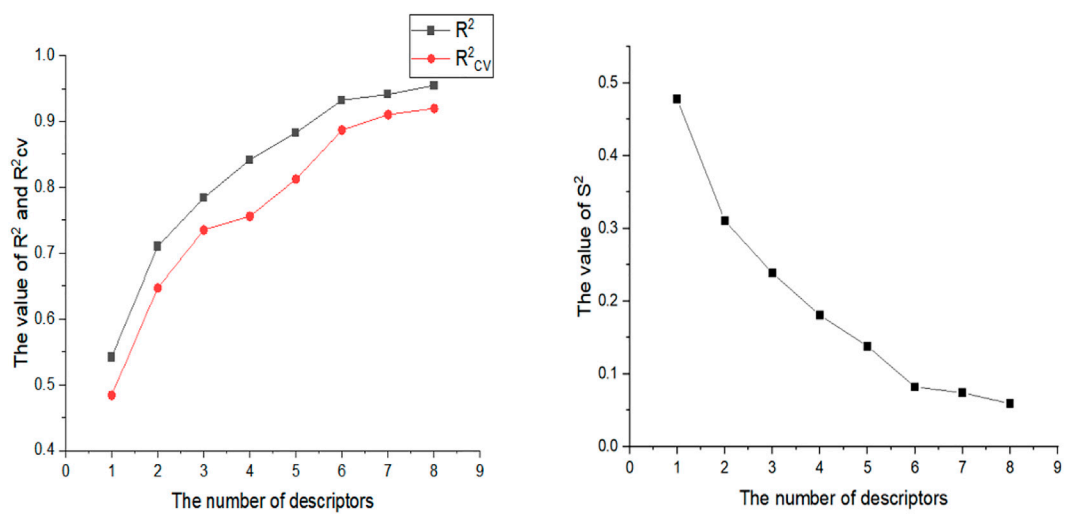 R²
R²CV
The value of R² and R²cv
1.0
0.9
0.8
0.7
0.6
0.5
0.4
0 1 2 3 4 5 6 7 8 9
The number of descriptors
The value of S²
0.5
0.4
0.3
0.2
0.1
0.0
0 1 2 3 4 5 6 7 8 9
The number of descriptors